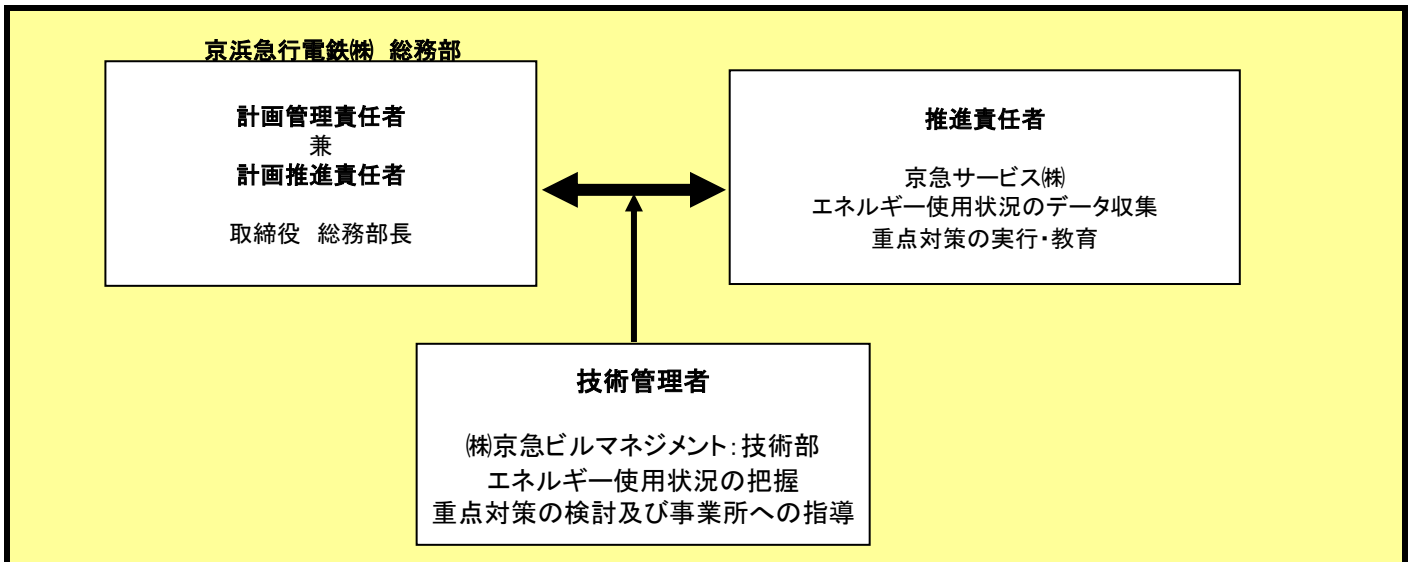 京浜急行電鉄㈱ 総務部
計画管理責任者
兼
計画推進責任者
取締役 総務部長
推進責任者
京急サービス㈱
エネルギー使用状況のデータ収集
重点対策の実行・教育
技術管理者
㈱京急ビルマネジメント：技術部
エネルギー使用状況の把握
重点対策の検討及び事業所への指導